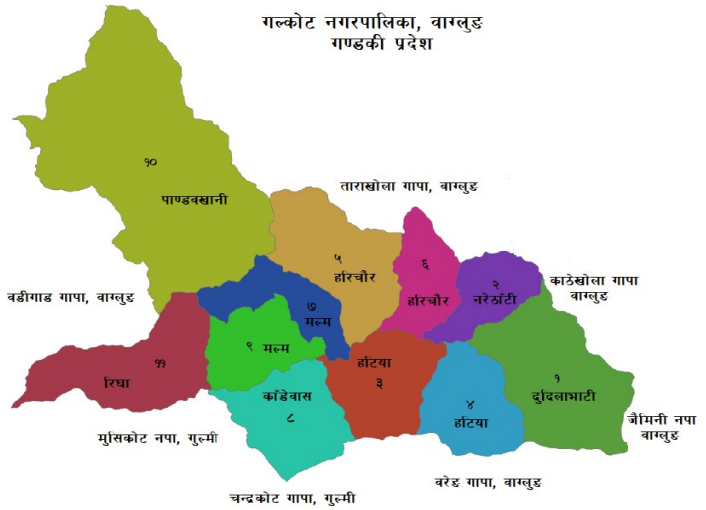 गल्कोट नगरपालिका, वाग्लुङ
गण्डकी प्रदेश
१०
पाण्डवखानी
ताराखोला गापा, वाग्लुङ
५
हरिचौर
६
हरिचौर
२
नरेठाँटी
काठेखोला गापा
वाग्लुङ
वडीगाड गापा, वाग्लुङ
७
मल्म
९ मल्म
११
रिघा
हटिया
३
काँडेवास
८
४
हटिया
१
दुदिलाभाटी
जैमिनी नपा
वाग्लुङ
मुसिकोट नपा, गुल्मी
चन्द्रकोट गापा, गुल्मी
वरेङ गापा, वाग्लुङ